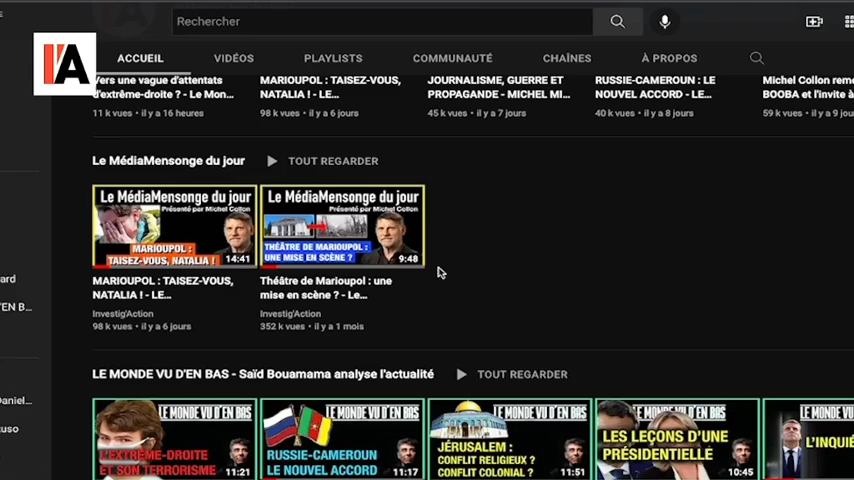 Rechercher
I'A
ACCUEIL VIDÉOS PLAYLISTS COMMUNAUTÉ CHAÎNES À PROPOS
Vers une vague d'attentats
d'extrême-droite ? - Le Mon...
11 k vues • il y a 16 heures
MARIOUPOL : TAISEZ-VOUS,
NATALIA ! - LE...
98 k vues • il y a 6 jours
JOURNALISME, GUERRE ET
PROPAGANDE - MICHEL MI...
45 k vues • il y a 7 jours
RUSSIE-CAMEROUN : LE
NOUVEL ACCORD - LE...
40 k vues • il y a 8 jours
Michel Collon reme
BOOBA et l'invite à
59 k vues • il y a 9 jou
Le MédiaMensonge du jour TOUT REGARDER
Le MédiaMensonge du jour
Présenté par Michel Collon
MARIOUPOL :
TAISEZ-VOUS, NATALIA !
14:41
Le MédiaMensonge du jour
Présenté par Michel Collon
THÉÂTRE DE MARIOUPOL :
UNE MISE EN SCÈNE ?
9:48
MARIOUPOL : TAISEZ-VOUS,
NATALIA ! - LE...
Investig'Action
98 k vues • il y a 6 jours
Théâtre de Marioupol : une
mise en scène ? - Le...
Investig'Action
352 k vues • il y a 1 mois
ard
'EN B...
Daniel...
uso
LE MONDE VU D'EN BAS - Saïd Bouamama analyse l'actualité TOUT REGARDER
LE MONDE VU D'EN BAS
L'EXTRÊME-DROITE
ET SON TERRORISME
11:21
LE MONDE VU D'EN BAS
RUSSIE-CAMEROUN
LE NOUVEL ACCORD
11:17
LE MONDE VU D'EN BAS
JÉRUSALEM :
CONFLIT RELIGIEUX ?
CONFLIT COLONIAL ?
11:51
LE MONDE VU D'EN BAS
LES LEÇONS D'UNE
PRÉSIDENTIELLE
10:45
LE MONDE
L'INQUIÉ